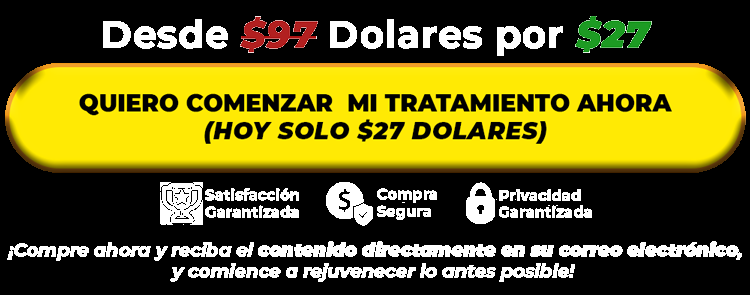 Desde $97 Dolares por $27
QUIERO COMENZAR MI TRATAMIENTO AHORA
(HOY SOLO $27 DOLARES)
Satisfacción Garantizada
Compra Segura
Privacidad Garantizada
¡Compre ahora y reciba el contenido directamente en su correo electrónico,
y comience a rejuvenecer lo antes posible!